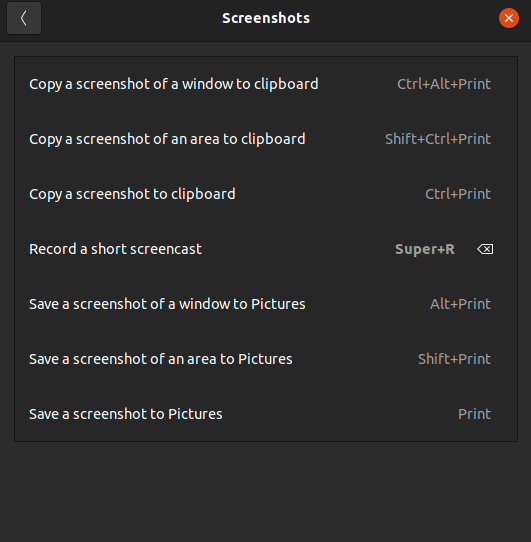 Screenshots
Copy a screenshot of a window to clipboard Ctrl+Alt+Print
Copy a screenshot of an area to clipboard Shift+Ctrl+Print
Copy a screenshot to clipboard Ctrl+Print
Record a short screencast Super+R
Save a screenshot of a window to Pictures Alt+Print
Save a screenshot of an area to Pictures Shift+Print
Save a screenshot to Pictures Print